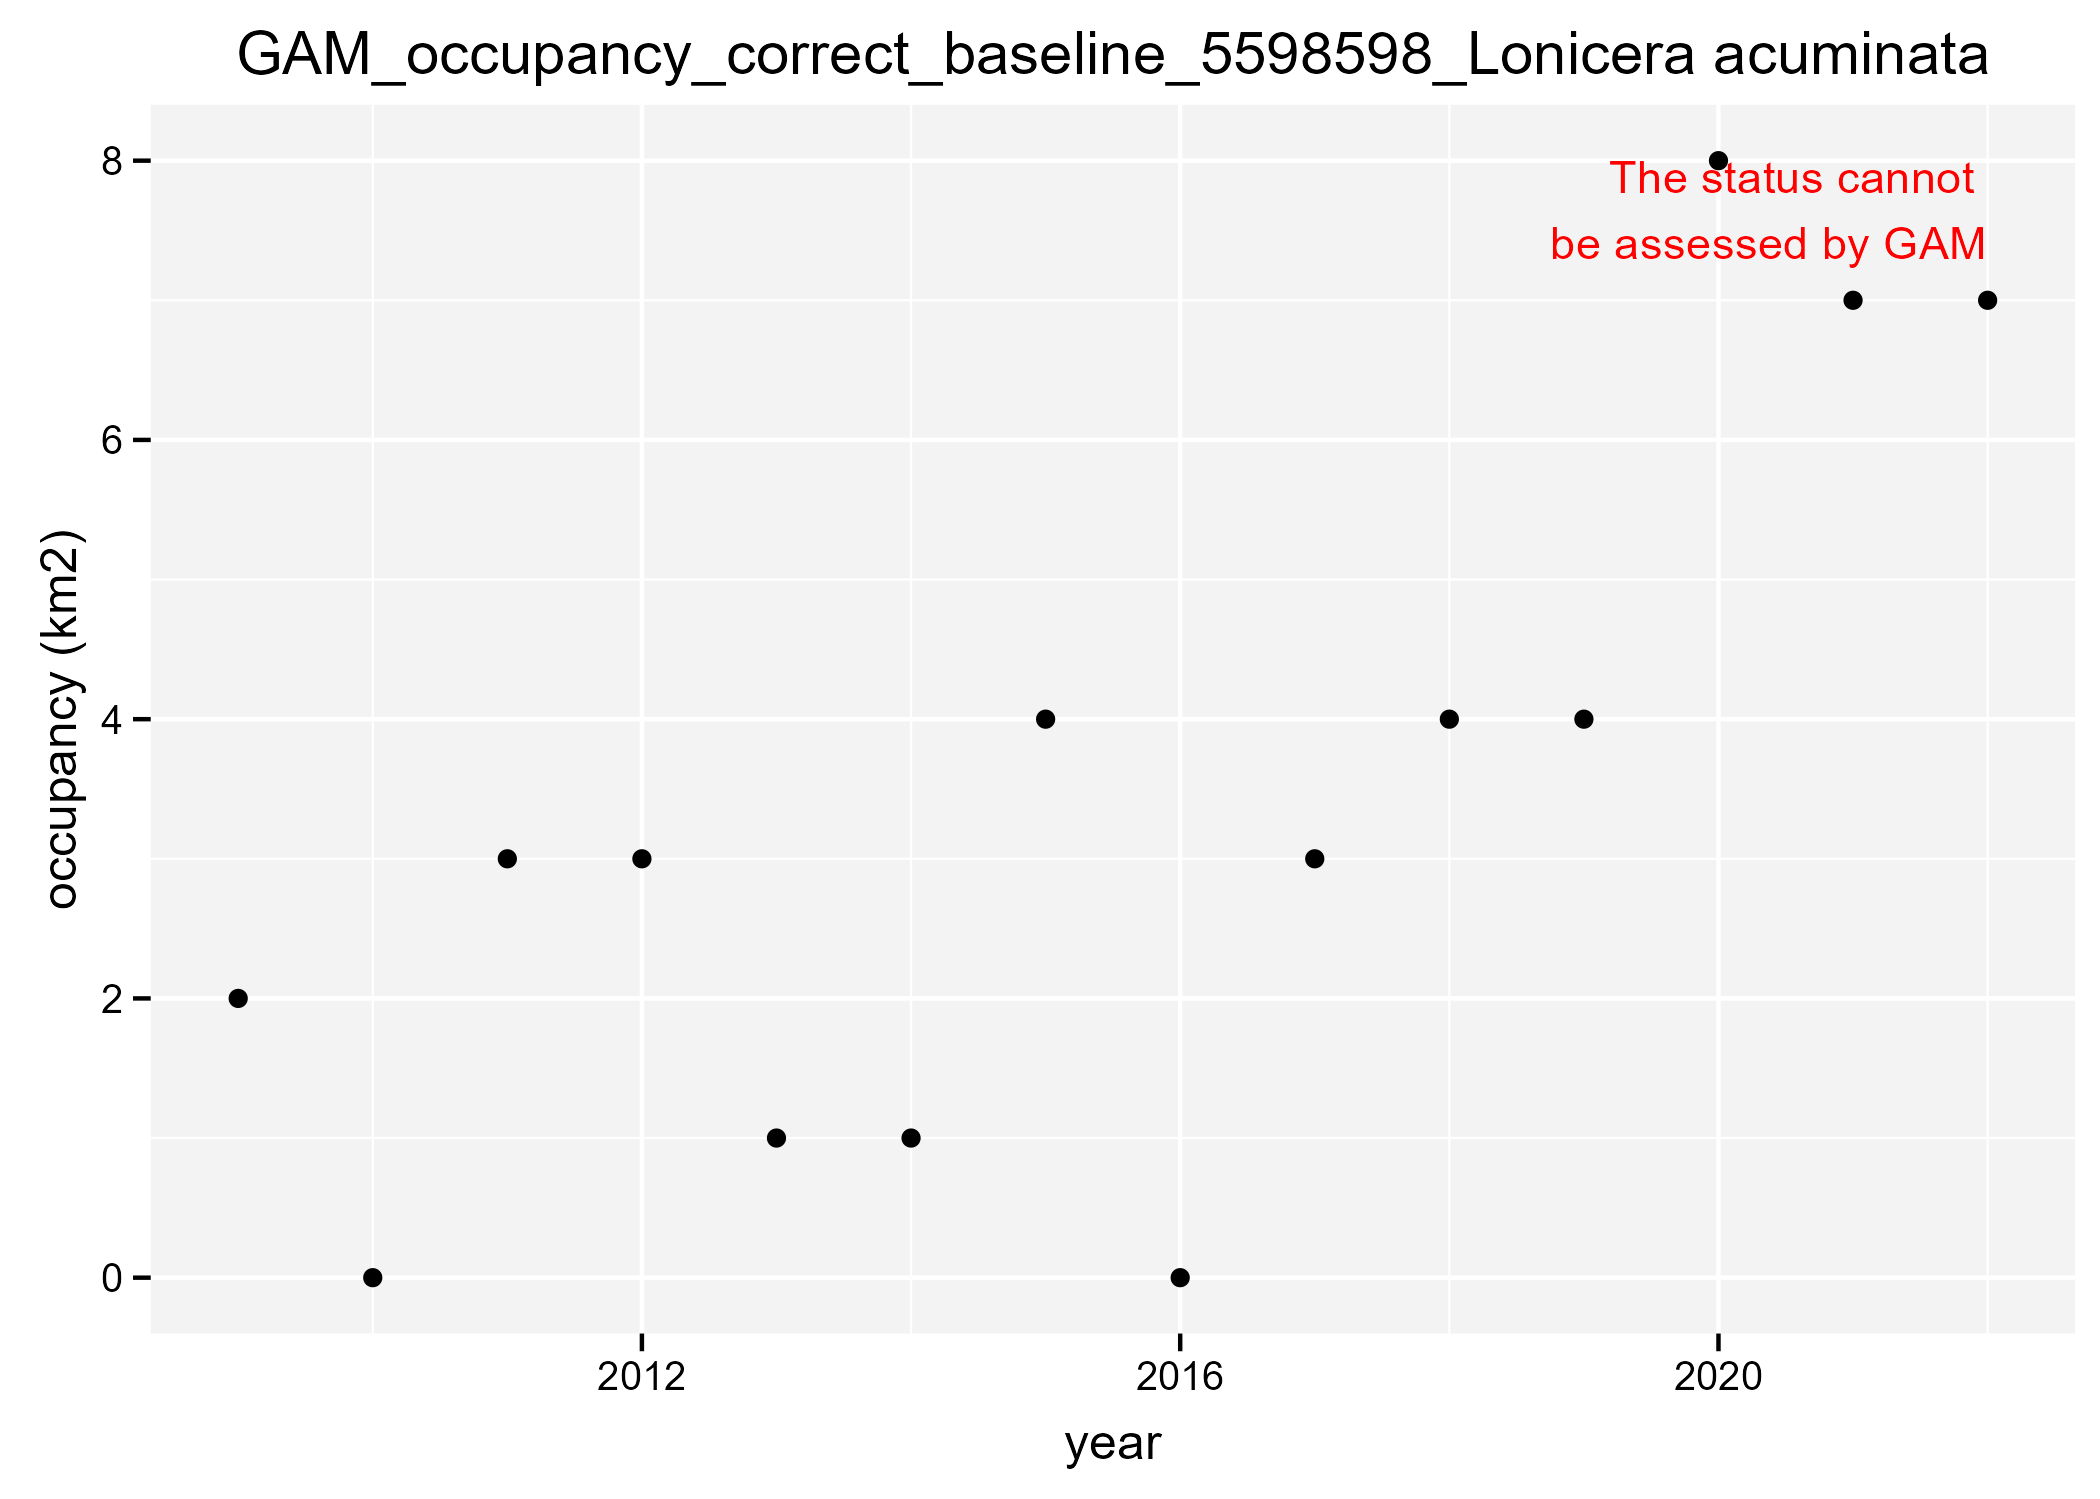 GAM_occupancy_correct_baseline_5598598_Lonicera acuminata
8
The status cannot
be assessed by GAM
6
occupancy (km2)
4
2
0
2012
2016
2020
year